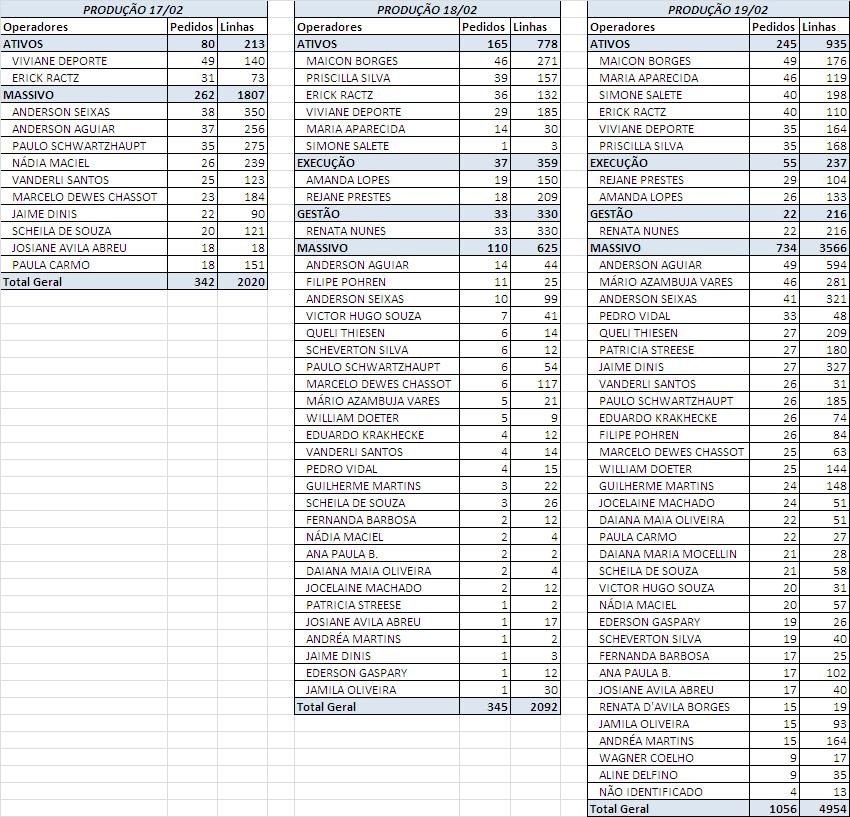 PRODUÇÃO 17/02
Operadores Pedidos Linhas
ATIVOS 80 213
VIVIANE DEPORTE 49 140
ERICK RACTZ 31 73
MASSIVO 262 1807
ANDERSON SEIXAS 38 350
ANDERSON AGUIAR 37 256
PAULO SCHWARTZHAUPT 35 275
NÁDIA MACIEL 26 239
VANDERLI SANTOS 25 123
MARCELO DEWES CHASSOT 23 184
JAIME DINIS 22 90
SCHEILA DE SOUZA 20 121
JOSIANE AVILA ABREU 18 18
PAULA CARMO 18 151
Total Geral 342 2020
PRODUÇÃO 18/02
Operadores Pedidos Linhas
ATIVOS 165 778
MAICON BORGES 46 271
PRISCILLA SILVA 39 157
ERICK RACTZ 36 132
VIVIANE DEPORTE 29 185
MARIA APARECIDA 14 30
SIMONE SALETE 1 3
EXECUÇÃO 37 359
AMANDA LOPES 19 150
REJANE PRESTES 18 209
GESTÃO 33 330
RENATA NUNES 33 330
MASSIVO 110 625
ANDERSON AGUIAR 14 44
FILIPE POHREN 11 25
ANDERSON SEIXAS 10 99
VICTOR HUGO SOUZA 7 41
QUELI THIESEN 6 14
SCHEVERTON SILVA 6 12
PAULO SCHWARTZHAUPT 6 54
MARCELO DEWES CHASSOT 6 117
MÁRIO AZAMBUJA VARES 5 21
WILLIAM DOETER 5 9
EDUARDO KRAKHECKE 4 12
VANDERLI SANTOS 4 14
PEDRO VIDAL 4 15
GUILHERME MARTINS 3 22
SCHEILA DE SOUZA 3 26
FERNANDA BARBOSA 2 12
NÁDIA MACIEL 2 4
ANA PAULA B. 2 2
DAIANA MAIA OLIVEIRA 2 4
JOCELAINE MACHADO 2 12
PATRICIA STREESE 1 2
JOSIANE AVILA ABREU 1 17
ANDRÉA MARTINS 1 2
JAIME DINIS 1 3
EDERSON GASPARY 1 12
JAMILA OLIVEIRA 1 30
Total Geral 345 2092
PRODUÇÃO 19/02
Operadores Pedidos Linhas
ATIVOS 245 935
MAICON BORGES 49 176
MARIA APARECIDA 46 119
SIMONE SALETE 40 198
ERICK RACTZ 40 110
VIVIANE DEPORTE 35 164
PRISCILLA SILVA 35 168
EXECUÇÃO 55 237
REJANE PRESTES 29 104
AMANDA LOPES 26 133
GESTÃO 22 216
RENATA NUNES 22 216
MASSIVO 734 3566
ANDERSON AGUIAR 49 594
MÁRIO AZAMBUJA VARES 46 281
ANDERSON SEIXAS 41 321
PEDRO VIDAL 33 48
QUELI THIESEN 27 209
PATRICIA STREESE 27 180
JAIME DINIS 27 327
VANDERLI SANTOS 26 31
PAULO SCHWARTZHAUPT 26 185
EDUARDO KRAKHECKE 26 74
FILIPE POHREN 26 84
MARCELO DEWES CHASSOT 25 63
WILLIAM DOETER 25 144
GUILHERME MARTINS 24 148
JOCELAINE MACHADO 24 51
DAIANA MAIA OLIVEIRA 22 51
PAULA CARMO 22 27
DAIANA MARIA MOCELLIN 21 28
SCHEILA DE SOUZA 21 58
VICTOR HUGO SOUZA 20 31
NÁDIA MACIEL 20 57
EDERSON GASPARY 19 26
SCHEVERTON SILVA 19 40
FERNANDA BARBOSA 17 25
ANA PAULA B. 17 102
JOSIANE AVILA ABREU 17 40
RENATA D'AVILA BORGES 15 19
JAMILA OLIVEIRA 15 93
ANDRÉA MARTINS 15 164
WAGNER COELHO 9 17
ALINE DELFINO 9 35
NÃO IDENTIFICADO 4 13
Total Geral 1056 4954